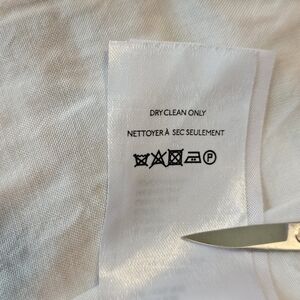 DRY CLEAN ONLY
NETTOYER À SEC SEULEMENT
P